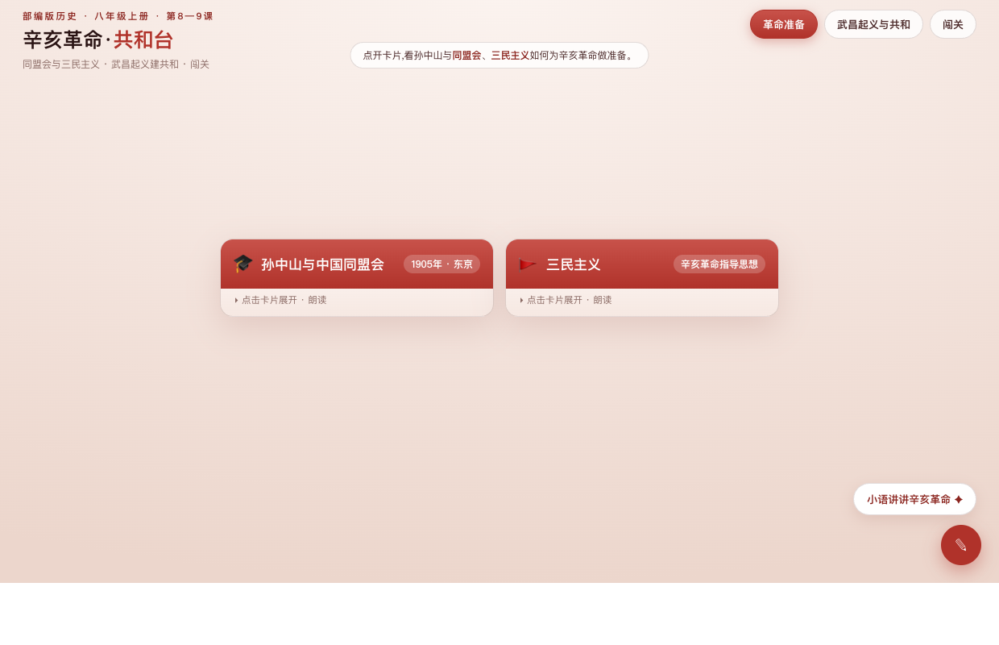 部编版历史 · 八年级上册 · 第8—9课
辛亥革命·共和台
同盟会与三民主义 · 武昌起义建共和 · 闯关
点开卡片,看孙中山与同盟会、三民主义如何为辛亥革命做准备。
革命准备
武昌起义与共和
闯关
孙中山与中国同盟会
1905年 · 东京
点击卡片展开 · 朗读
三民主义
辛亥革命指导思想
点击卡片展开 · 朗读
小语讲讲辛亥革命 ✦